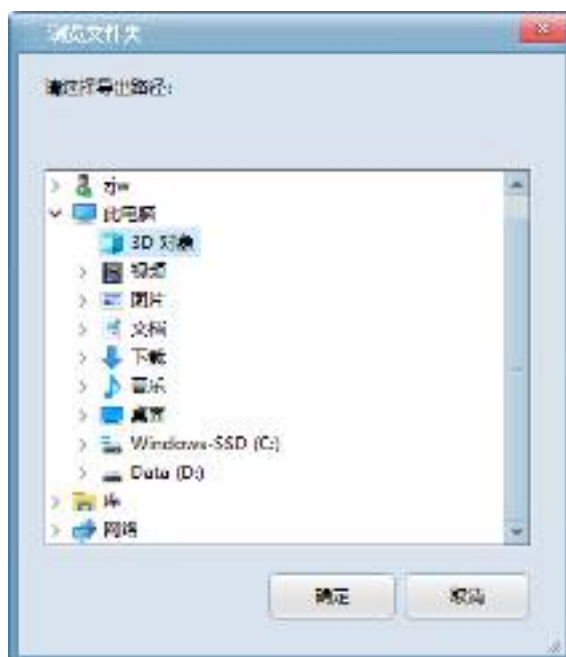 浏览文件夹
请选择导出路径:
zjw
此电脑
3D 对象
视频
图片
文档
下载
音乐
桌面
Windows-SSD (C:)
Data (D:)
库
网络
确定 取消